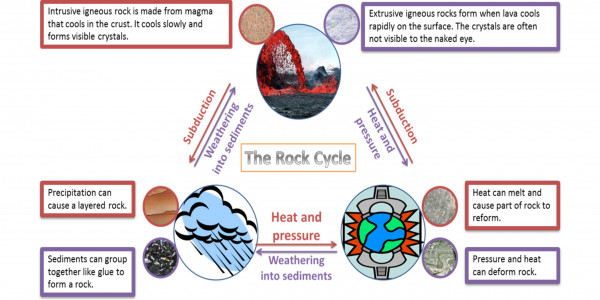 Intrusive igneous rock is made from magma
that cools in the crust. It cools slowly and
forms visible crystals.
Extrusive igneous rocks form when lava cools
rapidly on the surface. The crystals are often
not visible to the naked eye.
Subduction
Weathering
into sediments
Subduction
Heat and
pressure
The Rock Cycle
Precipitation can
cause a layered rock.
Sediments can group
together like glue to
form a rock.
Heat and
pressure
Weathering
into sediments
Heat can melt and
cause part of rock to
reform.
Pressure and heat
can deform rock.